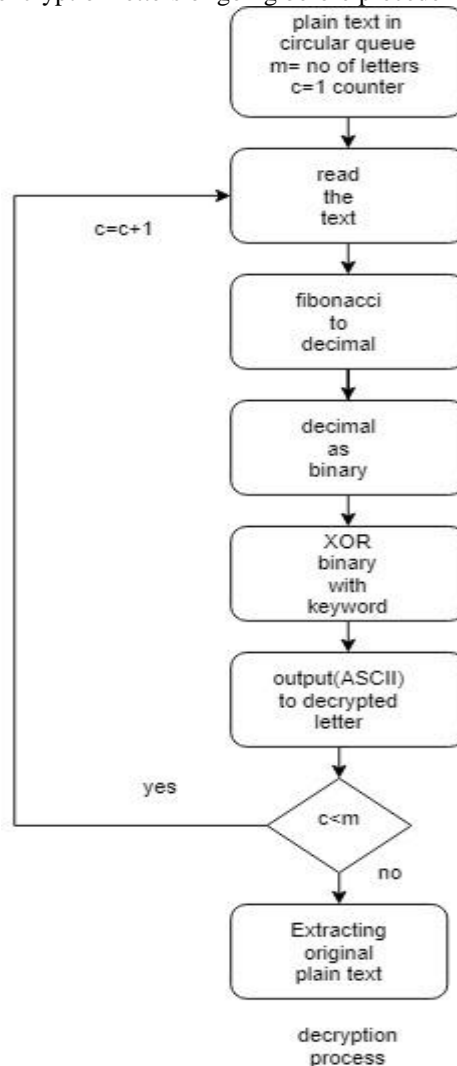 plain text in
circular queue
m= no of letters
c=1 counter
read
the
text
c=c+1
fibonacci
to
decimal
decimal
as
binary
XOR
binary
with
keyword
output(ASCII)
to decrypted
letter
yes
c<m
no
Extracting
original
plain text
decryption
process